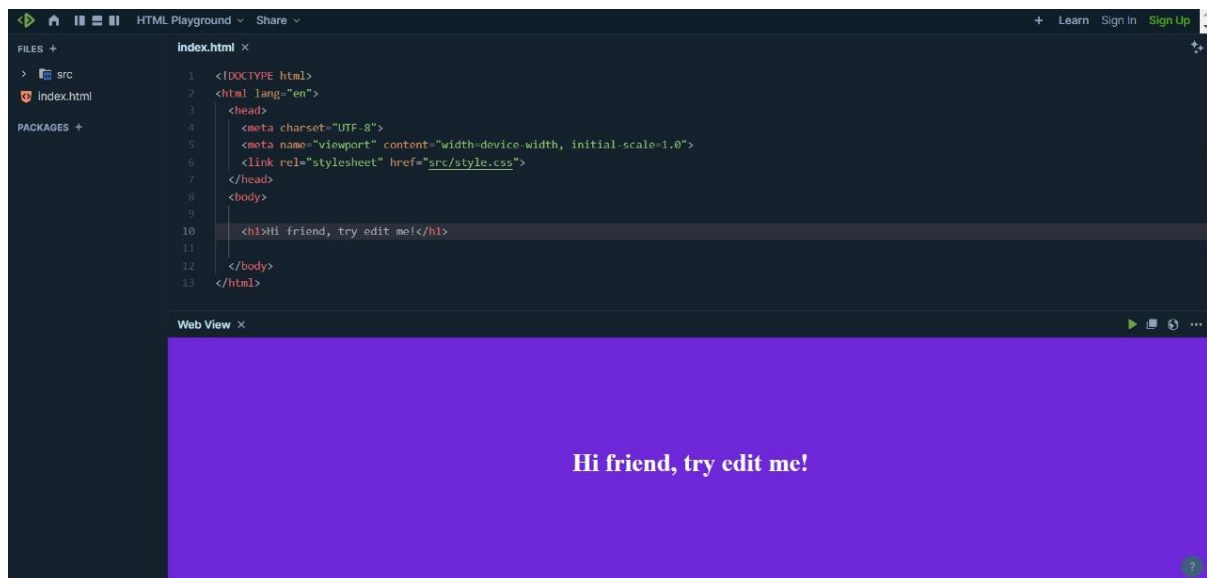 HTML Playground Share + Learn Sign In Sign Up
FILES +
src
index.html
PACKAGES +
index.html ×
1 <!DOCTYPE html>
2 <html lang="en">
3 <head>
4 <meta charset="UTF-8">
5 <meta name="viewport" content="width=device-width, initial-scale=1.0">
6 <link rel="stylesheet" href="src/style.css">
7 </head>
8 <body>
9
10 <h1>Hi friend, try edit me!</h1>
11
12 </body>
13 </html>
Web View ×
Hi friend, try edit me!
?